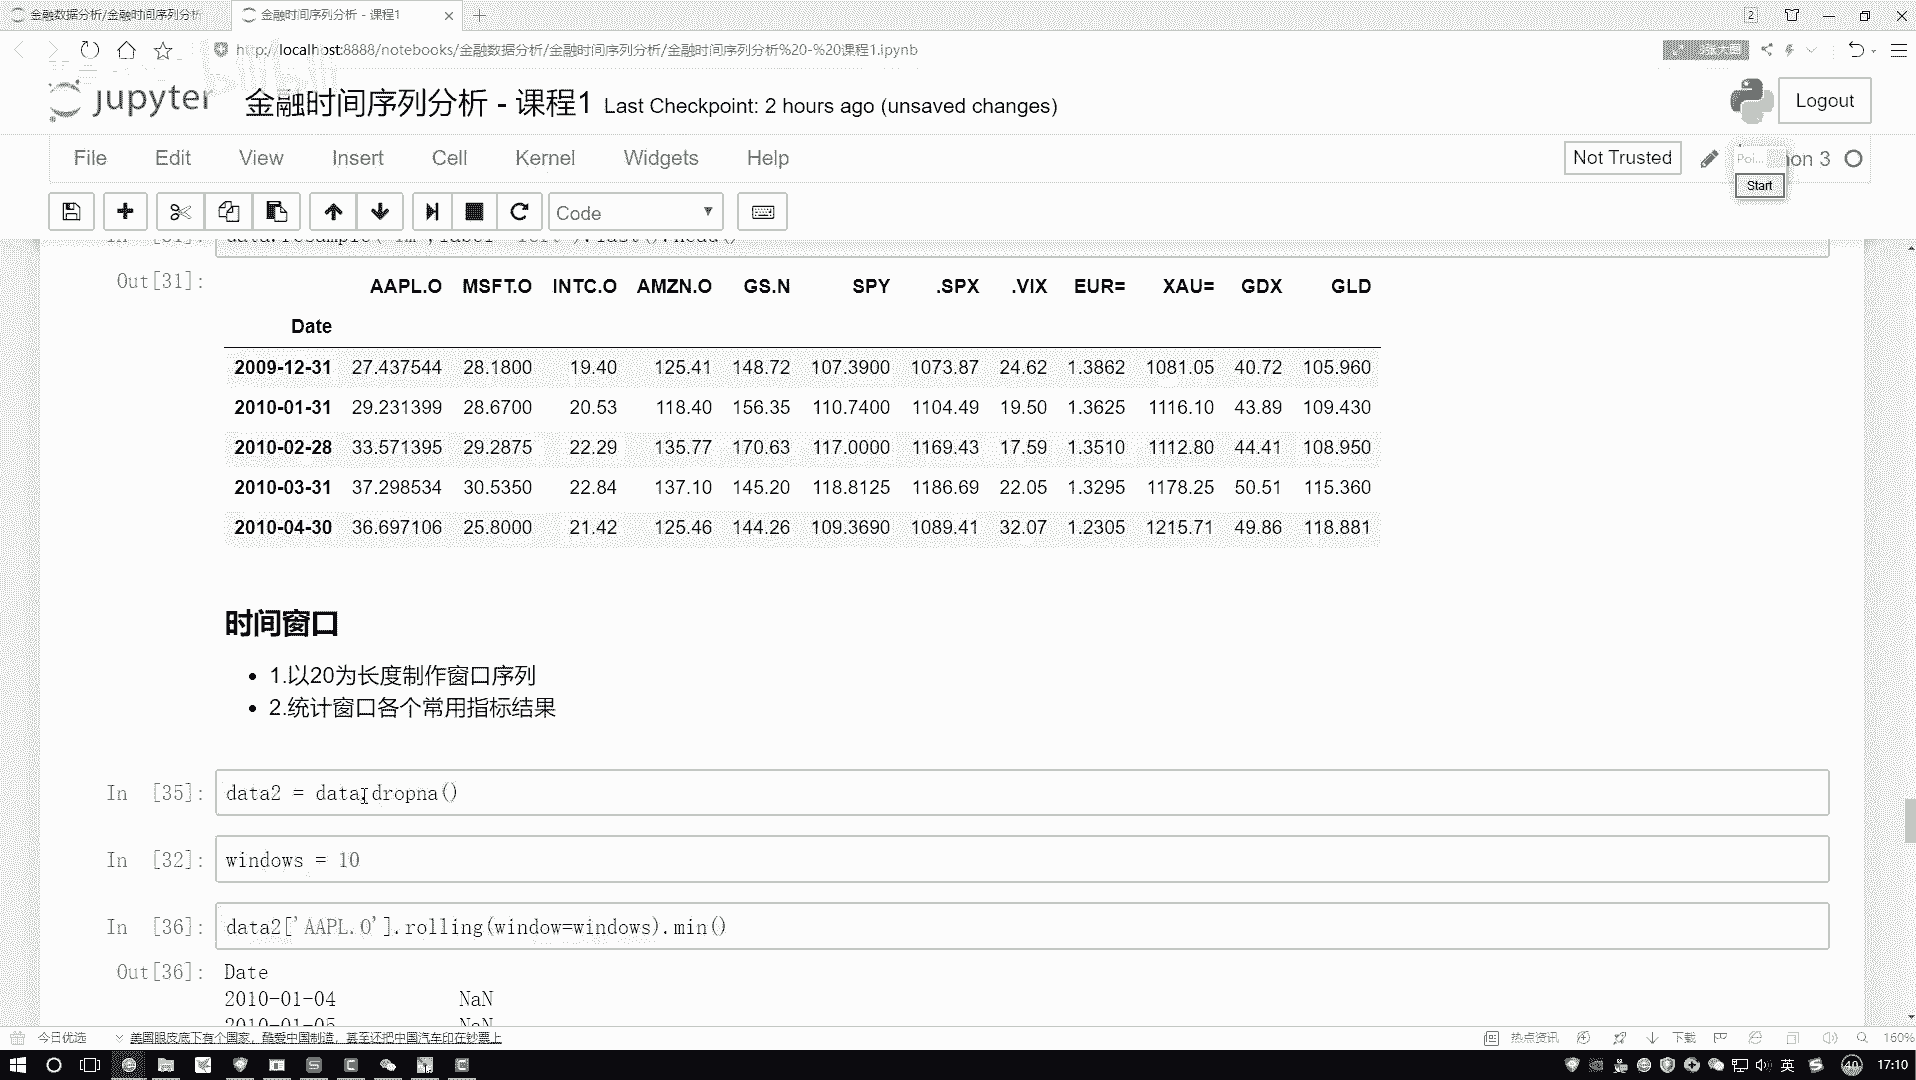 金融数据分析/金融时间序列分析
金融时间序列分析 - 课程1
2
http://localhost:8888/notebooks/金融数据分析/金融时间序列分析/金融时间序列分析%20-%20课程1.ipynb
jupyter 金融时间序列分析 - 课程1 Last Checkpoint: 2 hours ago (unsaved changes)
Logout
File Edit View Insert Cell Kernel Widgets Help
Not Trusted
Poi... on 3
Start
Code
Out[31]:
AAPL.O MSFT.O INTC.O AMZN.O GS.N SPY .SPX .VIX EUR= XAU= GDX GLD
Date
2009-12-31 27.437544 28.1800 19.40 125.41 148.72 107.3900 1073.87 24.62 1.3862 1081.05 40.72 105.960
2010-01-31 29.231399 28.6700 20.53 118.40 156.35 110.7400 1104.49 19.50 1.3625 1116.10 43.89 109.430
2010-02-28 33.571395 29.2875 22.29 135.77 170.63 117.0000 1169.43 17.59 1.3510 1112.80 44.41 108.950
2010-03-31 37.298534 30.5350 22.84 137.10 145.20 118.8125 1186.69 22.05 1.3295 1178.25 50.51 115.360
2010-04-30 36.697106 25.8000 21.42 125.46 144.26 109.3690 1089.41 32.07 1.2305 1215.71 49.86 118.881
时间窗口
1.以20为长度制作窗口序列
2.统计窗口各个常用指标结果
In [35]: data2 = data.dropna()
In [32]: windows = 10
In [36]: data2['AAPL.O'].rolling(window=windows).min()
Out[36]: Date
2010-01-04 NaN
2010-01-05 NaN
今日优选 美国眼皮底下有个国家，酷爱中国制造，甚至还把中国汽车印在钞票上
热点资讯 下载 160%
英 40 17:10